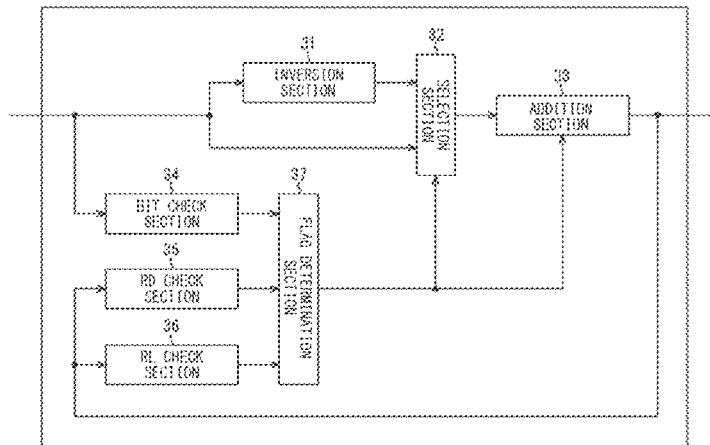 31
INVERSION
SECTION
32
SELECTION
SECTION
33
ADDITION
SECTION
34
BIT CHECK
SECTION
35
RD CHECK
SECTION
36
RL CHECK
SECTION
37
FLAG DETERMINATION
SECTION